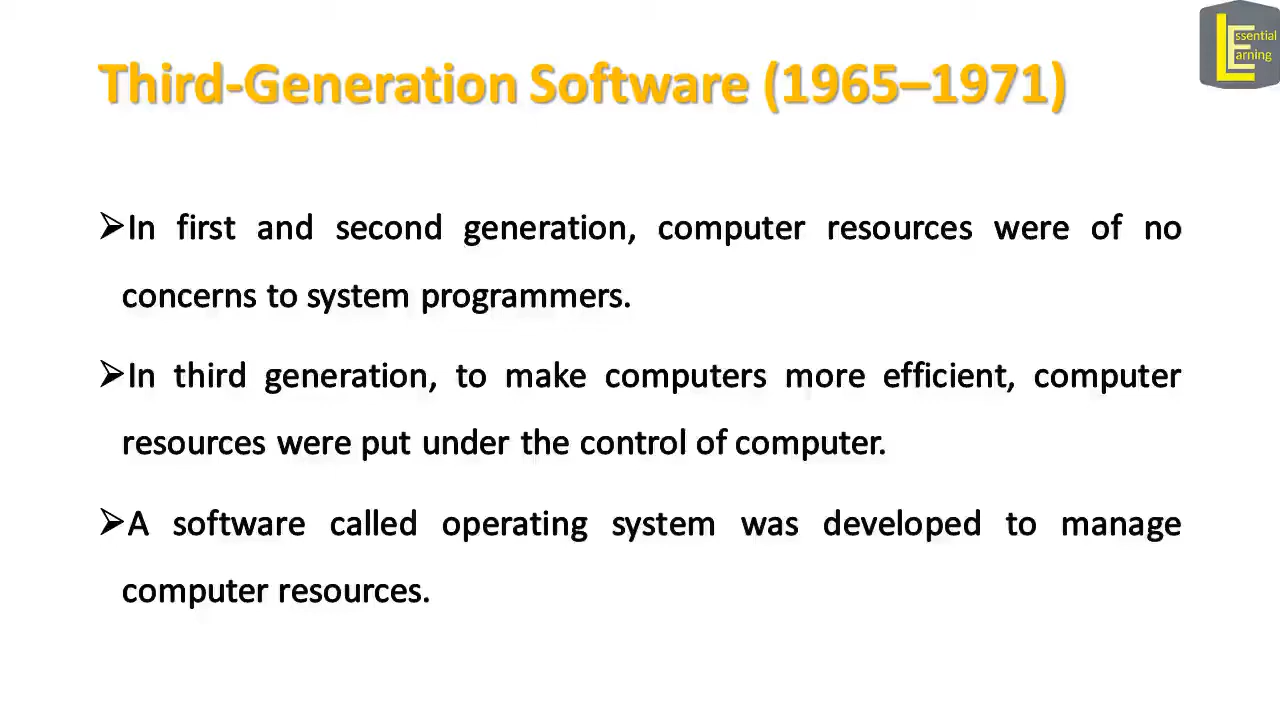 Third-Generation Software (1965–1971)
Essential
Learning
➢In first and second generation, computer resources were of no
concerns to system programmers.
➢In third generation, to make computers more efficient, computer
resources were put under the control of computer.
➢A software called operating system was developed to manage
computer resources.